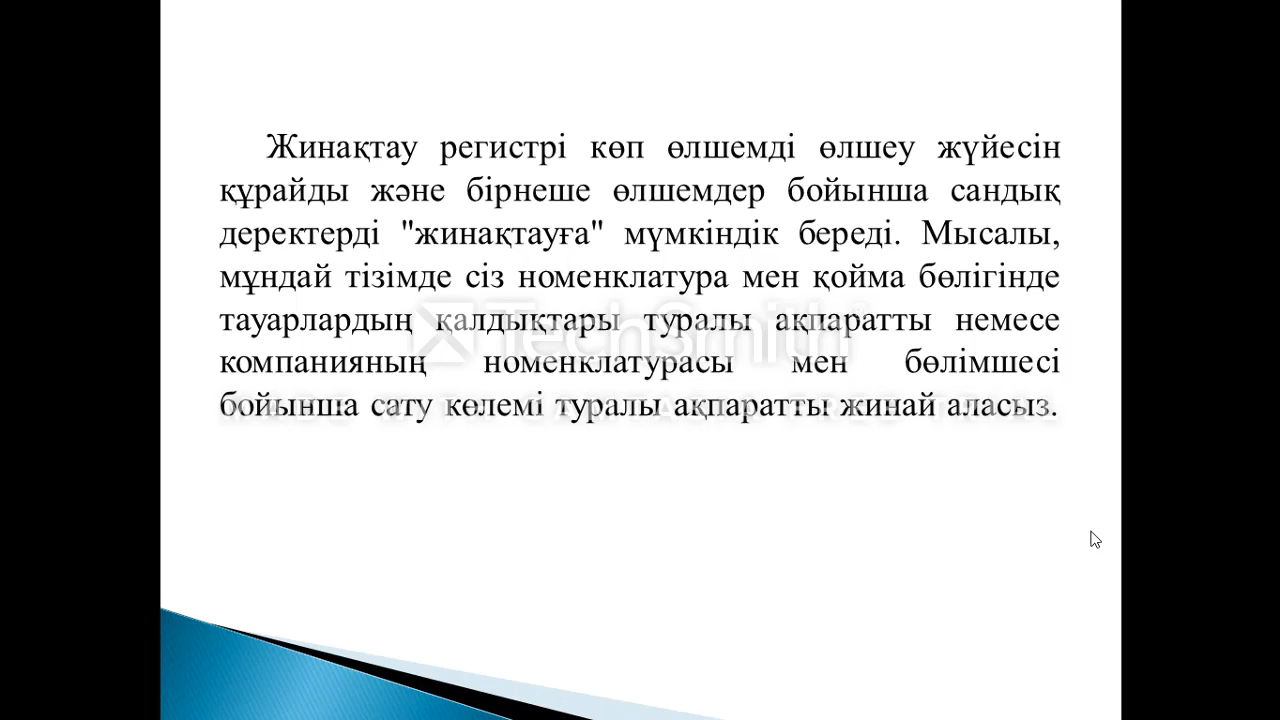 Жинақтау регистрі көп өлшемді өлшеу жүйесін
құрайды және бірнеше өлшемдер бойынша сандық
деректерді "жинақтауға" мүмкіндік береді. Мысалы,
мұндай тізімде сіз номенклатура мен қойма бөлігінде
тауарлардың қалдықтары туралы ақпаратты немесе
TechSmith
компанияның номенклатурасы мен бөлімшесі
бойынша сату көлемі туралы ақпаратты жинай аласыз.